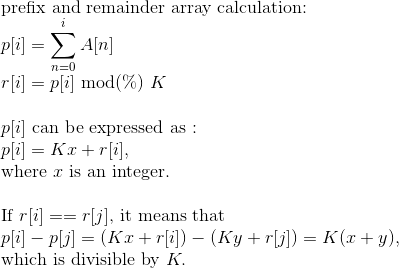 prefix and remainder array calculation:
p[i] = \sum_{n=0}^{i} A[n]
r[i] = p[i] mod(%) K
p[i] can be expressed as :
p[i] = Kx + r[i],
where x is an integer.
If r[i] == r[j], it means that
p[i] − p[j] = (Kx + r[i]) − (Ky + r[j]) = K(x + y),
which is divisible by K.